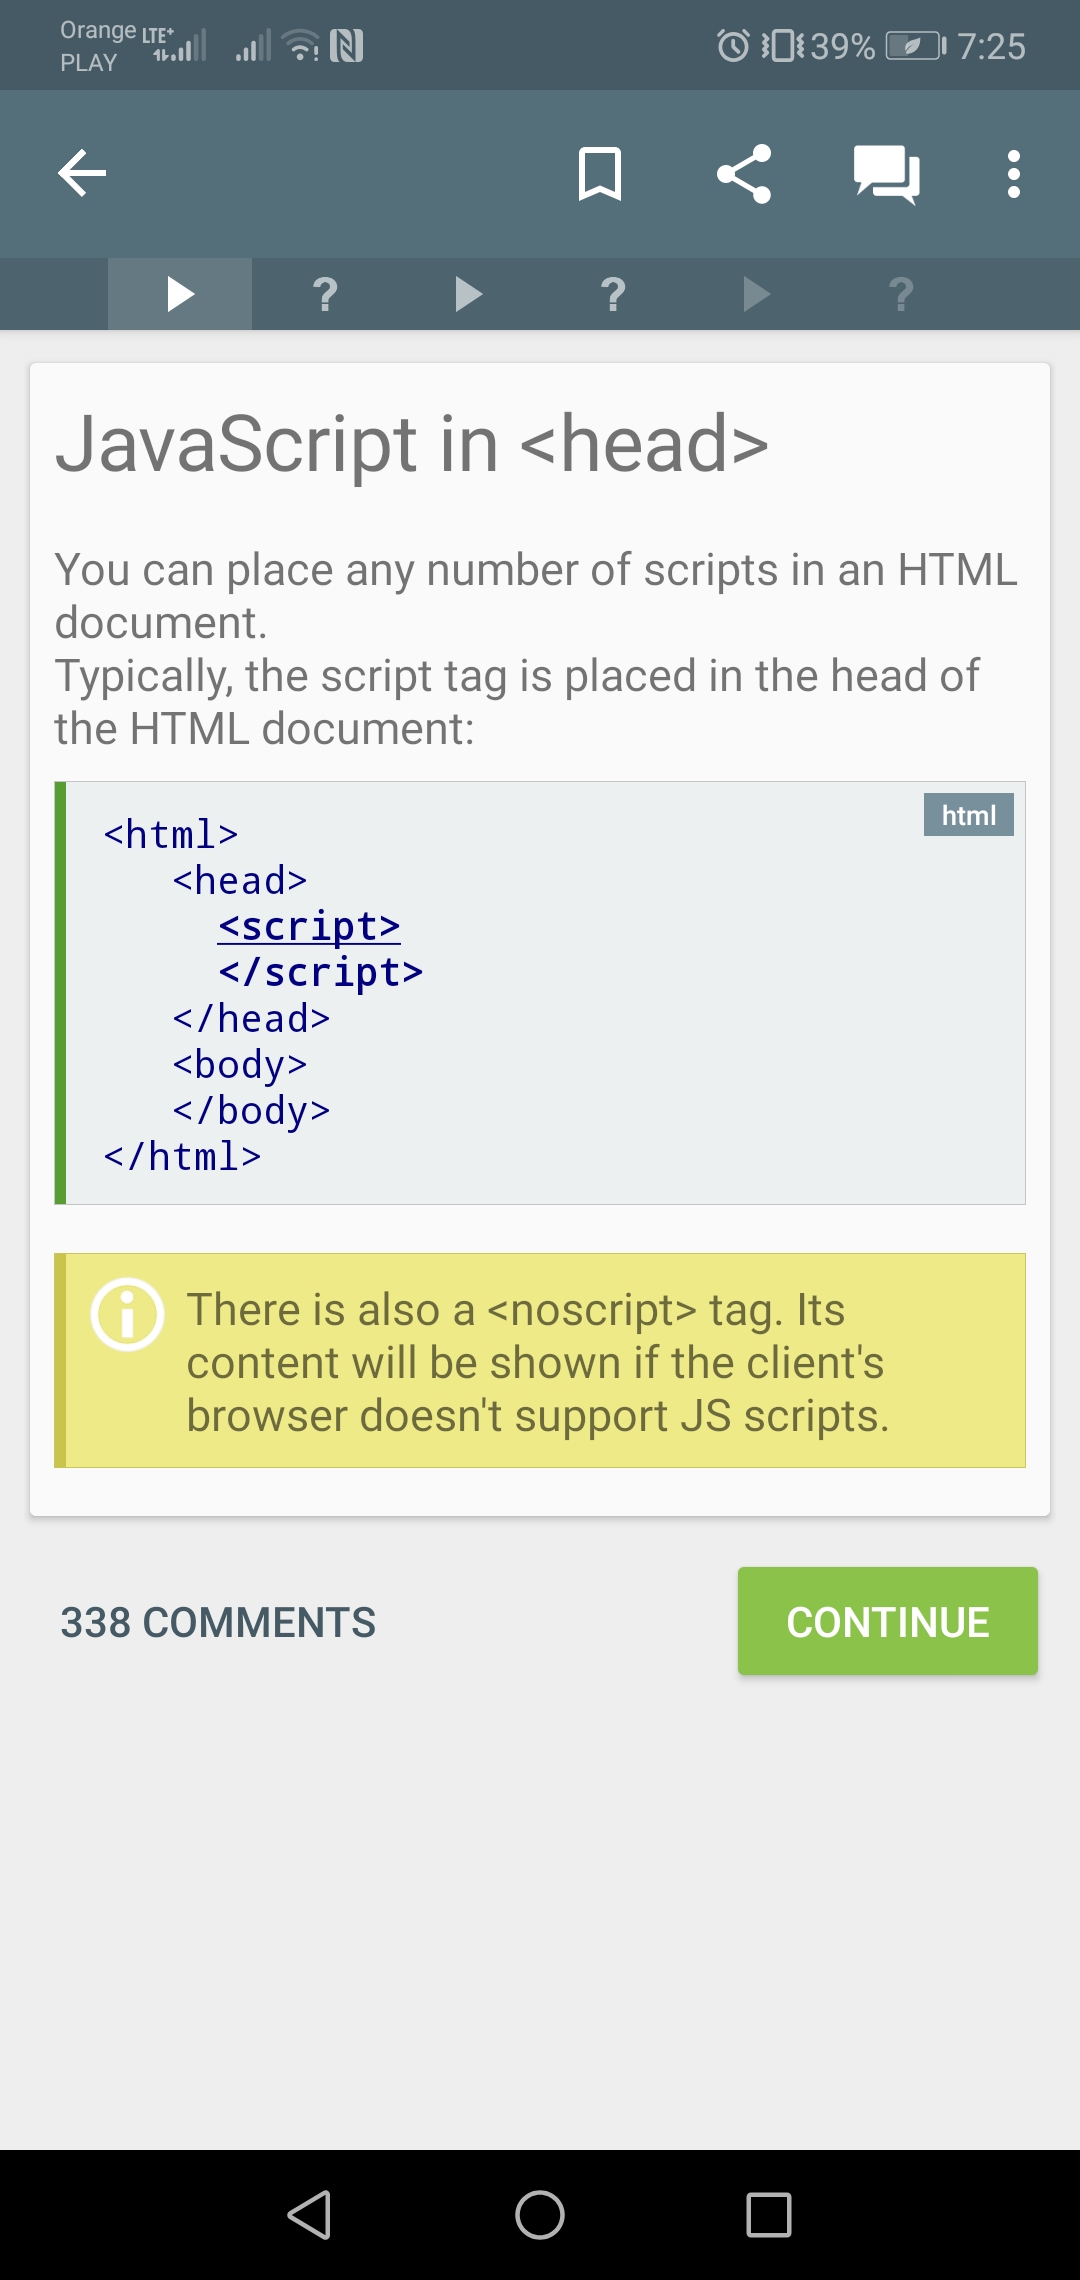 Orange LTE+
PLAY
39% 7:25
? ? ?
JavaScript in <head>
You can place any number of scripts in an HTML
document.
Typically, the script tag is placed in the head of
the HTML document:
html
<html>
<head>
<script>
</script>
</head>
<body>
</body>
</html>
There is also a <noscript> tag. Its
content will be shown if the client's
browser doesn't support JS scripts.
338 COMMENTS
CONTINUE